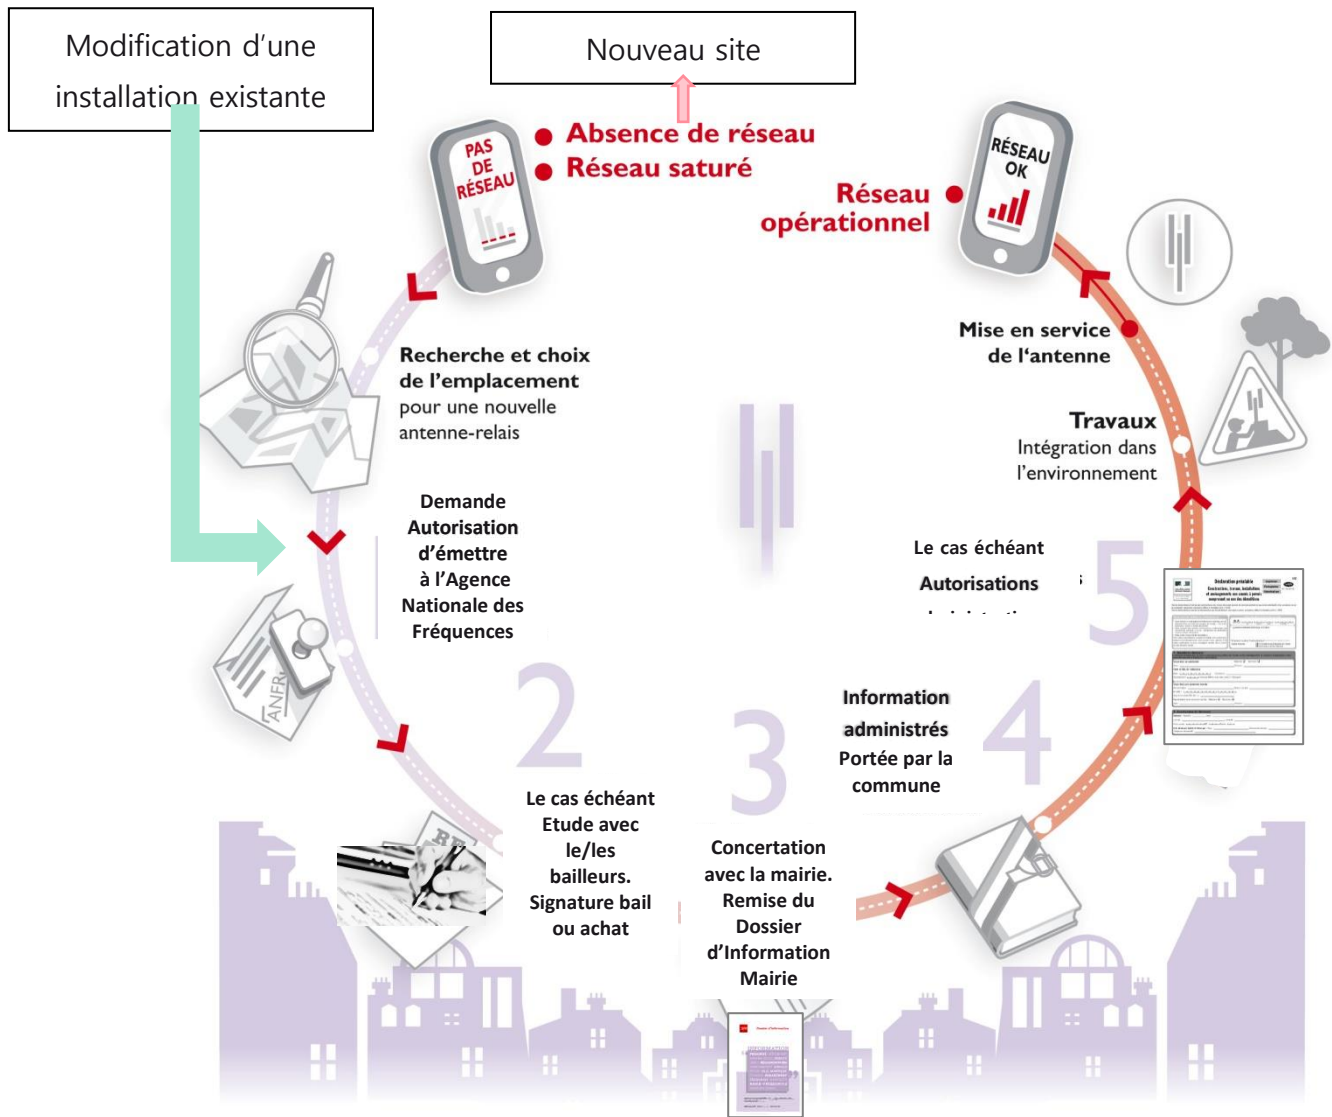 Modification d’une
installation existante
Nouveau site
PAS
DE
RÉSEAU
Absence de réseau
Réseau saturé
RÉSEAU
OK
Réseau
opérationnel
Recherche et choix
de l’emplacement
pour une nouvelle
antenne-relais
Mise en service
de l‘antenne
Travaux
Intégration dans
l’environnement
Demande
Autorisation
d’émettre
à l’Agence
Nationale des
Fréquences
ANFR
2
Le cas échéant
Etude avec
le/les
bailleurs.
Signature bail
ou achat
3
Concertation
avec la mairie.
Remise du
Dossier
d’Information
Mairie
4
Information
administrés
Portée par la
commune
5
Le cas échéant
Autorisations
Déclaration préalable